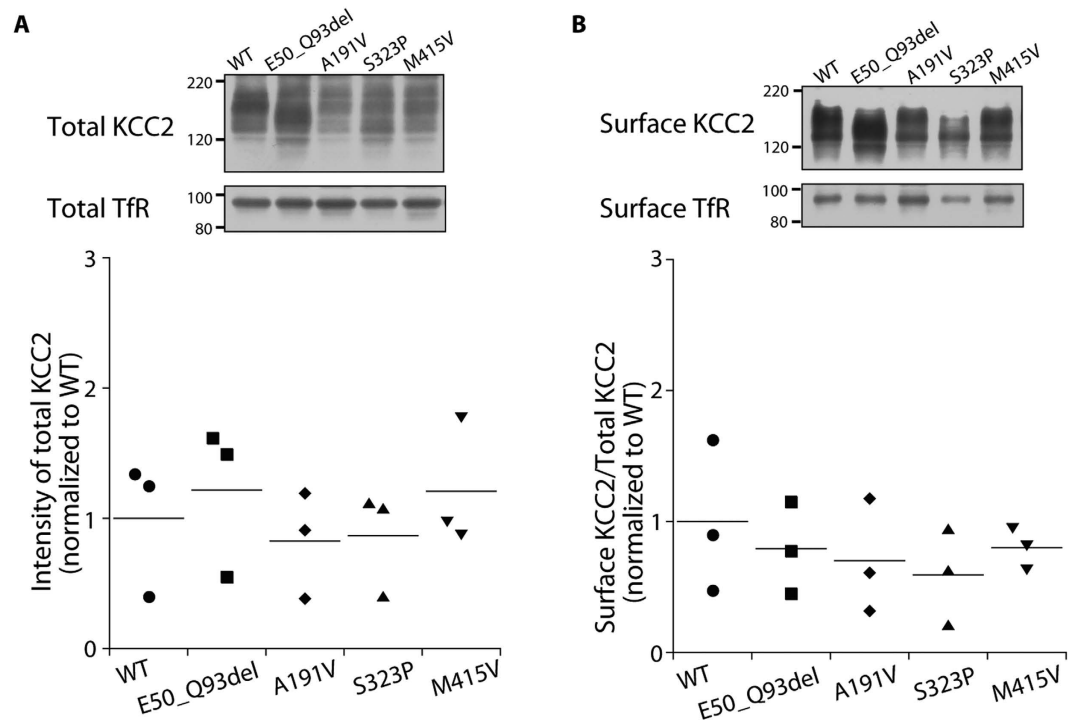 A
WT
E50_Q93del
A191V
S323P
M415V
Total KCC2
220
120
Total TfR
100
80
Intensity of total KCC2
(normalized to WT)
3
2
1
0
WT
E50_Q93del
A191V
S323P
M415V
B
WT
E50_Q93del
A191V
S323P
M415V
Surface KCC2
220
120
Surface TfR
100
80
Surface KCC2/Total KCC2
(normalized to WT)
3
2
1
0
WT
E50_Q93del
A191V
S323P
M415V